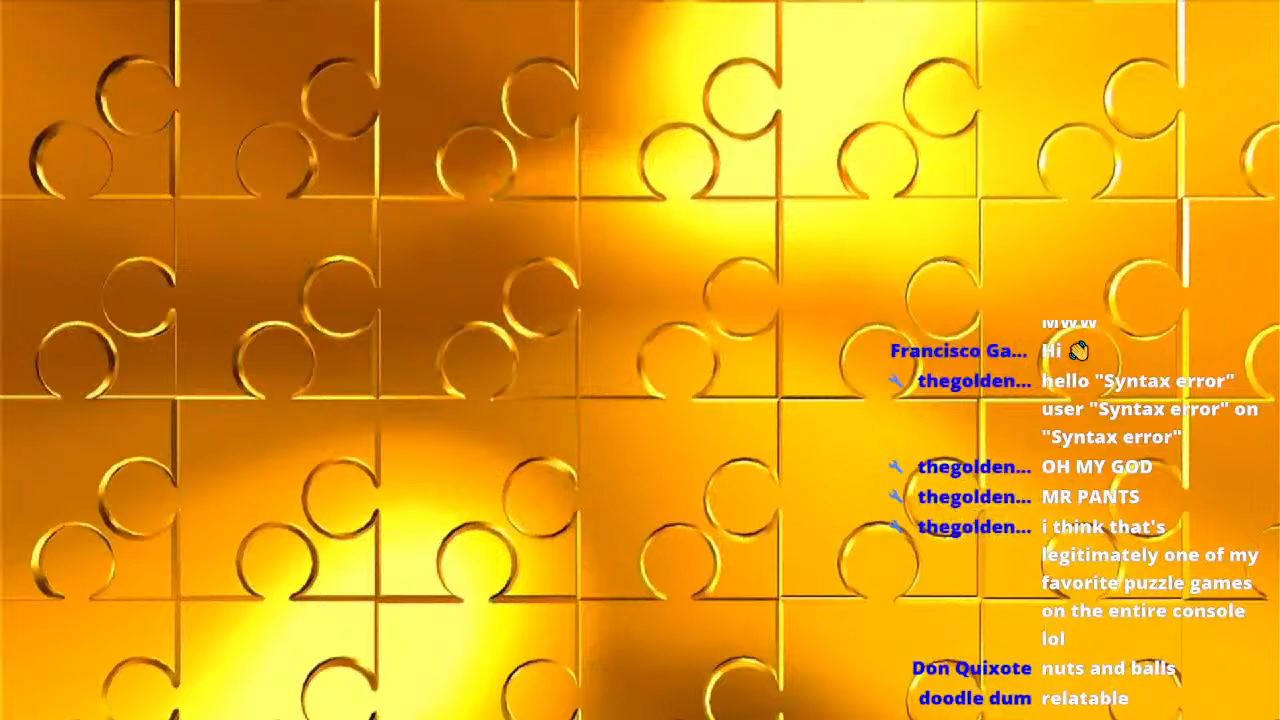 Francisco Ga... Hi
thegolden... hello "Syntax error"
user "Syntax error" on
"Syntax error"
thegolden... OH MY GOD
thegolden... MR PANTS
thegolden... i think that's
legitimately one of my
favorite puzzle games
on the entire console
lol
Don Quixote nuts and balls
doodle dum relatable